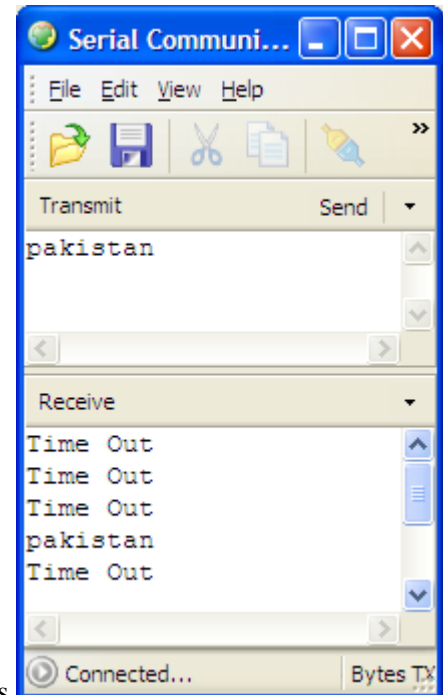 Serial Communi...
File Edit View Help
»
Transmit Send
pakistan
Receive
Time Out
Time Out
Time Out
pakistan
Time Out
s
Connected... Bytes TX